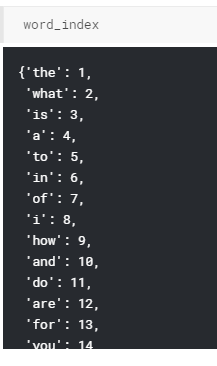 word_index
{'the': 1,
'what': 2,
'is': 3,
'a': 4,
'to': 5,
'in': 6,
'of': 7,
'i': 8,
'how': 9,
'and': 10,
'do': 11,
'are': 12,
'for': 13,
'you': 14